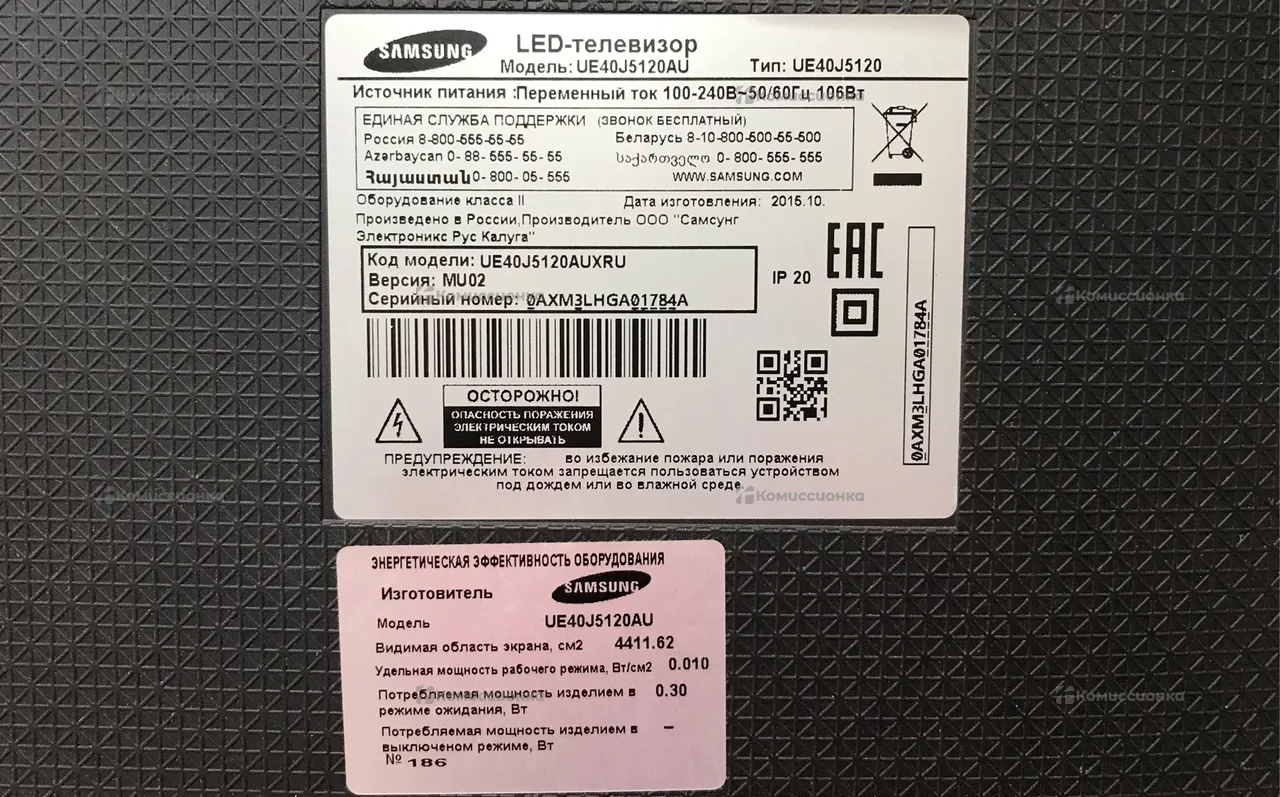 SAMSUNG
LED-телевизор
Модель: UE40J5120AU Тип: UE40J5120
Источник питания :Переменный ток 100-240В~50/60Гц 106Вт
ЕДИНАЯ СЛУЖБА ПОДДЕРЖКИ (ЗВОНОК БЕСПЛАТНЫЙ)
Россия 8-800-555-55-55 Беларусь 8-10-800-500-55-500
Azərbaycan 0-88-555-55-55 საქართველო 0-800-555-555
Հայաստան 0-800-05-555 WWW.SAMSUNG.COM
Оборудование класса II Дата изготовления: 2015.10.
Произведено в России,Производитель ООО "Самсунг
Электроникс Рус Калуга"
Код модели: UE40J5120AUXRU
Версия: MU02
Серийный номер: 0AXM3LHGA01784A
IP 20
EAC
0AXM3LHGA01784A
ОСТОРОЖНО!
ОПАСНОСТЬ ПОРАЖЕНИЯ
ЭЛЕКТРИЧЕСКИМ ТОКОМ
НЕ ОТКРЫВАТЬ
ПРЕДУПРЕЖДЕНИЕ: во избежание пожара или поражения
электрическим током запрещается пользоваться устройством
под дождем или во влажной среде.
ЭНЕРГЕТИЧЕСКАЯ ЭФФЕКТИВНОСТЬ ОБОРУДОВАНИЯ
Изготовитель SAMSUNG
Модель UE40J5120AU
Видимая область экрана, см2 4411.62
Удельная мощность рабочего режима, Вт/см2 0.010
Потребляемая мощность изделием в 0.30
режиме ожидания, Вт
Потребляемая мощность изделием в –
выключеном режиме, Вт
№ 186
Комиссионка
Комиссионка
Комиссионка
Комиссионка
Комиссионка
Комиссионка
Комиссионка